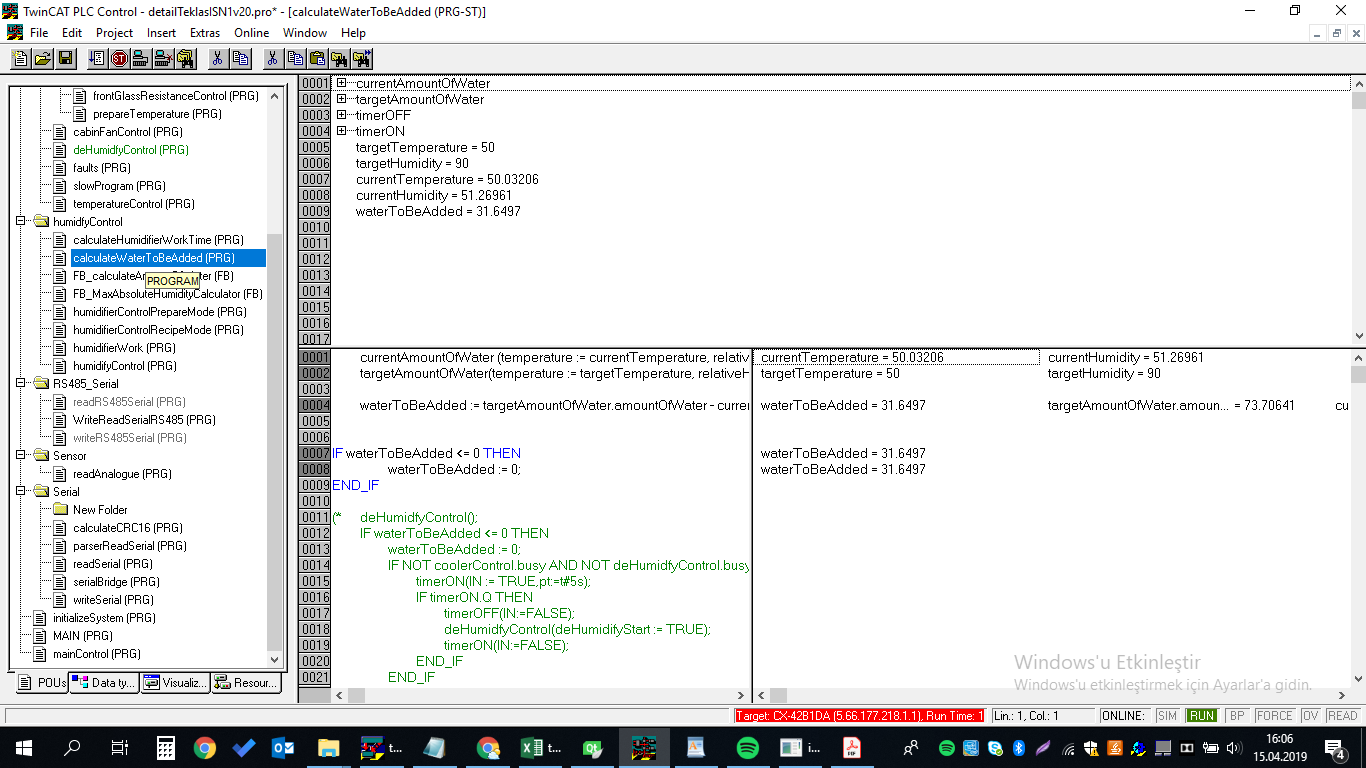 TwinCAT PLC Control - detailTeklasISN1v20.pro* - [calculateWaterToBeAdded (PRG-ST)]
File Edit Project Insert Extras Online Window Help
frontGlassResistanceControl (PRG)
prepareTemperature (PRG)
cabinFanControl (PRG)
deHumidfyControl (PRG)
faults (PRG)
slowProgram (PRG)
temperatureControl (PRG)
humidfyControl
calculateHumidifierWorkTime (PRG)
calculateWaterToBeAdded (PRG)
PROGRAM
FB_MaxAbsoluteHumidityCalculator (FB)
humidifierControlPrepareMode (PRG)
humidifierControlRecipeMode (PRG)
humidifierWork (PRG)
humidfyControl (PRG)
RS485_Serial
readRS485Serial (PRG)
WriteReadSerialRS485 (PRG)
writeRS485Serial (PRG)
Sensor
readAnalogue (PRG)
Serial
New Folder
calculateCRC16 (PRG)
parserReadSerial (PRG)
readSerial (PRG)
serialBridge (PRG)
writeSerial (PRG)
initializeSystem (PRG)
MAIN (PRG)
mainControl (PRG)
POUs Data ty... Visualiz... Resour...
0001 currentAmountOfWater
0002 targetAmountOfWater
0003 timerOFF
0004 timerON
0005 targetTemperature = 50
0006 targetHumidity = 90
0007 currentTemperature = 50.03206
0008 currentHumidity = 51.26961
0009 waterToBeAdded = 31.6497
0010
0011
0012
0013
0014
0015
0016
0017
0001 currentAmountOfWater (temperature := currentTemperature, relativ currentTemperature = 50.03206 currentHumidity = 51.26961
0002 targetAmountOfWater(temperature := targetTemperature, relativeH targetTemperature = 50 targetHumidity = 90
0003
0004 waterToBeAdded := targetAmountOfWater.amountOfWater - currer waterToBeAdded = 31.6497 targetAmountOfWater.amoun... = 73.70641 cu
0005
0006
0007 IF waterToBeAdded <= 0 THEN waterToBeAdded = 31.6497
0008 waterToBeAdded := 0; waterToBeAdded = 31.6497
0009 END_IF
0010
0011 (* deHumidfyControl();
0012 IF waterToBeAdded <= 0 THEN
0013 waterToBeAdded := 0;
0014 IF NOT coolerControl.busy AND NOT deHumidfyControl.busy
0015 timerON(IN := TRUE,pt:=t#5s);
0016 IF timerON.Q THEN
0017 timerOFF(IN:=FALSE);
0018 deHumidfyControl(deHumidifyStart := TRUE);
0019 timerON(IN:=FALSE);
0020 END_IF
0021 END_IF
Windows'u Etkinleştir
Windows'u etkinleştirmek için Ayarlar'a gidin.
Target: CX-42B1DA (5.66.177.218.1.1), Run Time: 1 Lin.: 1, Col.: 1 ONLINE: SIM RUN BP FORCE OV READ
t... t... i...
16:06
15.04.2019
4